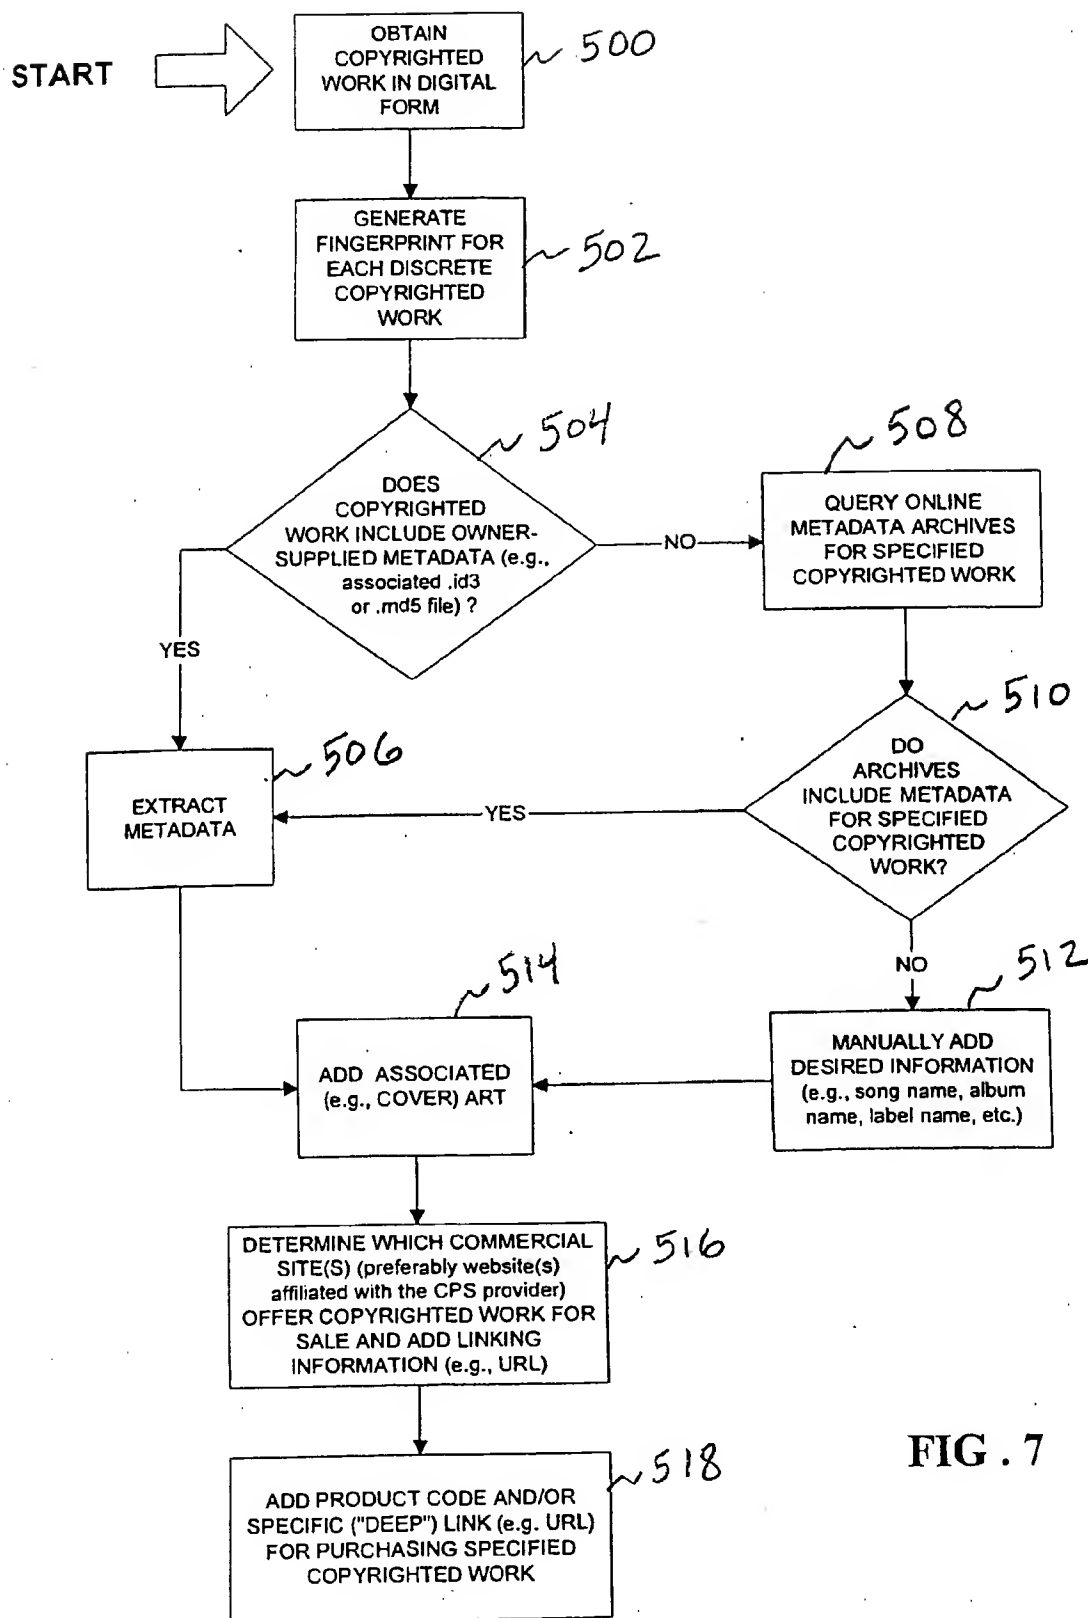 START
OBTAIN
COPYRIGHTED
WORK IN DIGITAL
FORM
500
GENERATE
FINGERPRINT FOR
EACH DISCRETE
COPYRIGHTED
WORK
502
DOES
COPYRIGHTED
WORK INCLUDE OWNER-
SUPPLIED METADATA (e.g.,
associated .id3
or .md5 file) ?
504
NO
YES
QUERY ONLINE
METADATA ARCHIVES
FOR SPECIFIED
COPYRIGHTED WORK
508
DO
ARCHIVES
INCLUDE METADATA
FOR SPECIFIED
COPYRIGHTED
WORK?
510
YES
NO
EXTRACT
METADATA
506
MANUALLY ADD
DESIRED INFORMATION
(e.g., song name, album
name, label name, etc.)
512
ADD ASSOCIATED
(e.g., COVER) ART
514
DETERMINE WHICH COMMERCIAL
SITE(S) (preferably website(s)
affiliated with the CPS provider)
OFFER COPYRIGHTED WORK FOR
SALE AND ADD LINKING
INFORMATION (e.g., URL)
516
ADD PRODUCT CODE AND/OR
SPECIFIC ("DEEP") LINK (e.g. URL)
FOR PURCHASING SPECIFIED
COPYRIGHTED WORK
518
FIG . 7